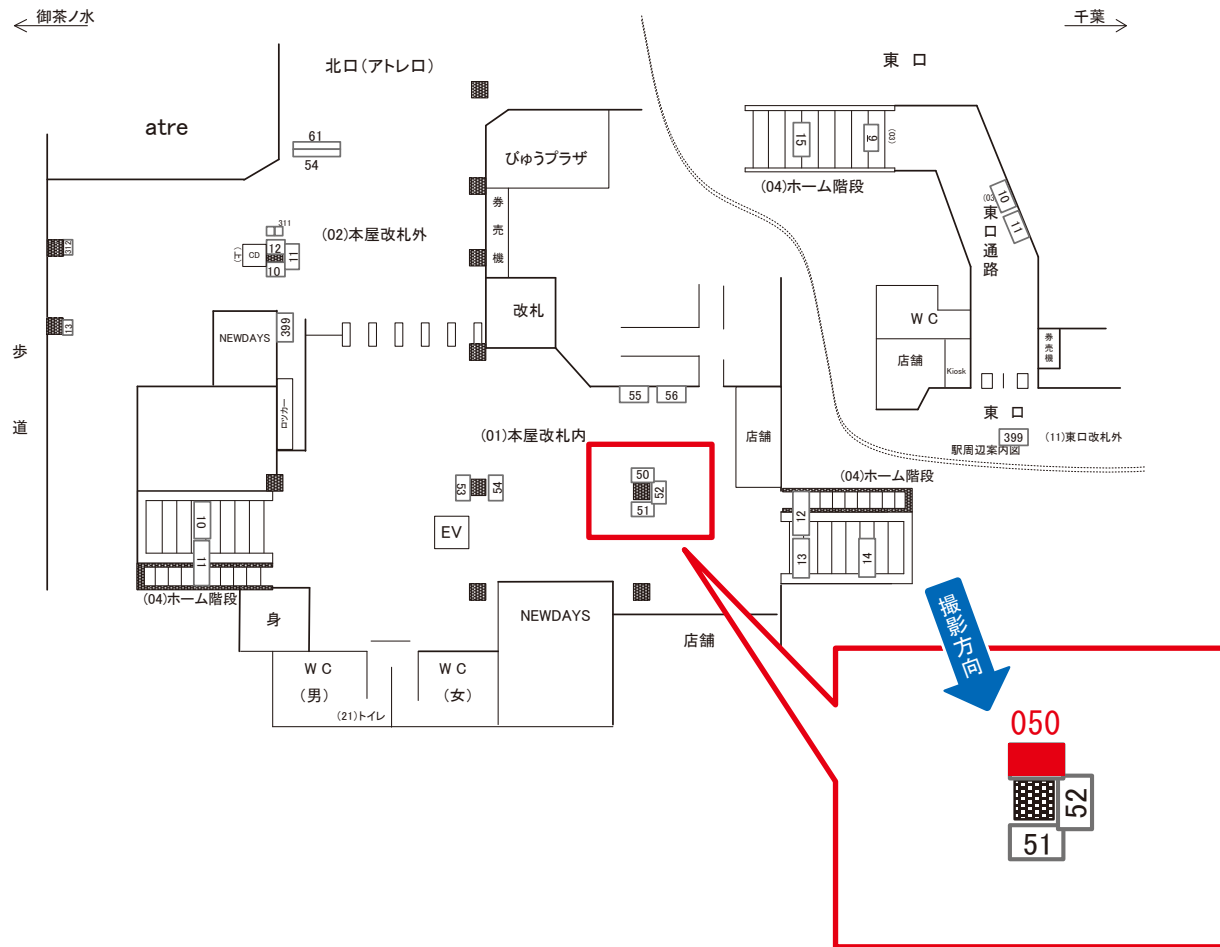 御茶ノ水
千葉
北口(アトレ口)
東 口
atre
61
54
びゅうプラザ
15
9
(03)
(04)ホーム階段
10
11
(03)
東口通路
券売機
(02)本屋改札外
311
12
11
10
CD
312
13
改札
NEWDAYS
399
ロッカー
歩道
WC
店舗
Kiosk
券売機
東 口
399
(11)東口改札外
駅周辺案内図
55
56
(01)本屋改札内
店舗
50
52
51
53
54
EV
(04)ホーム階段
12
13
14
10
11
(04)ホーム階段
身
WC
(男)
WC
(女)
(21)トイレ
NEWDAYS
店舗
撮影方向
050
52
51